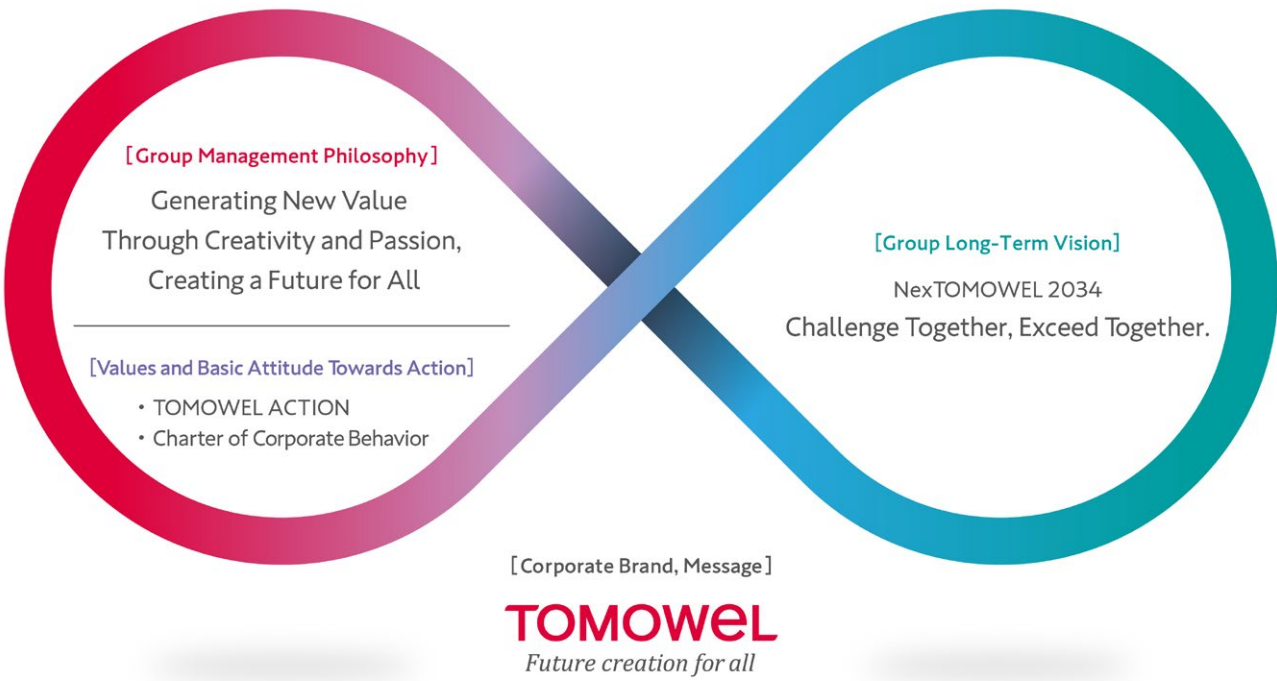 [Group Management Philosophy]
Generating New Value
Through Creativity and Passion,
Creating a Future for All
[Values and Basic Attitude Towards Action]
・TOMOWEL ACTION
・Charter of Corporate Behavior
[Group Long-Term Vision]
NexTOMOWEL 2034
Challenge Together, Exceed Together.
[Corporate Brand, Message]
TOMOWeL
Future creation for all